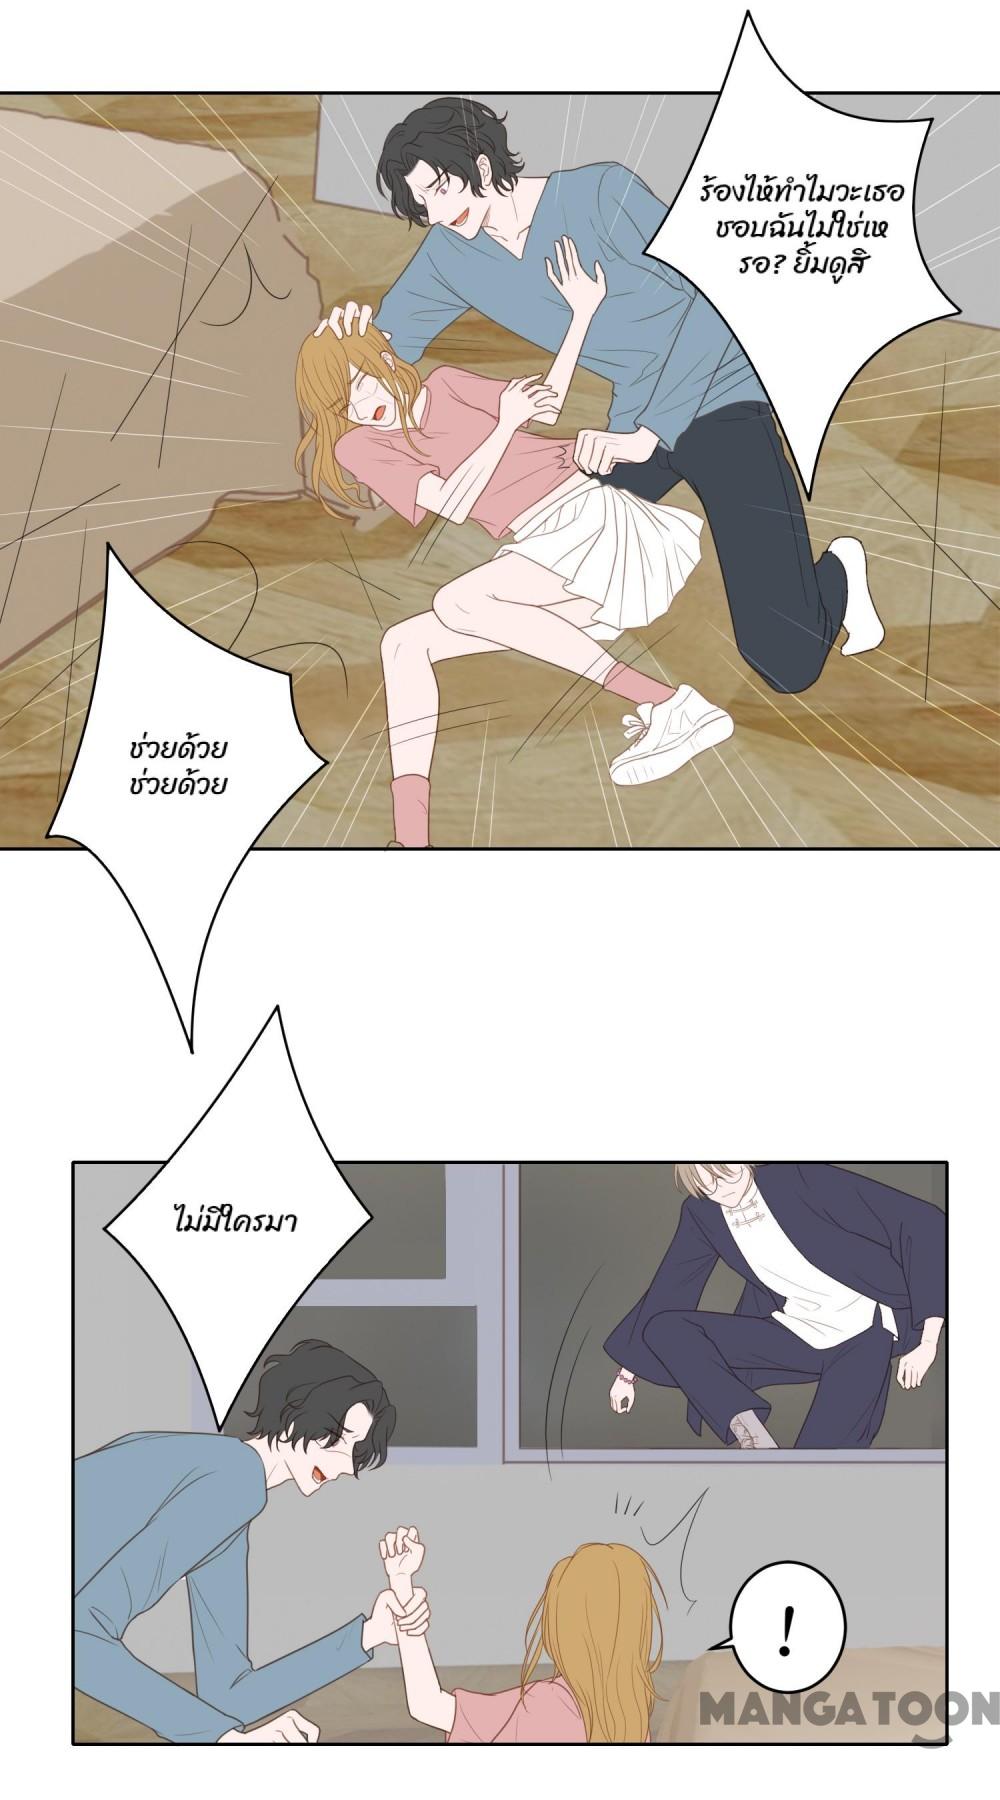 ร้องไห้ทำไมวะเธอ
ชอบฉันไม่ใช่เห
รอ? ยิ้มดูสิ
ช่วยด้วย
ช่วยด้วย
ไม่มีใครมา
!
MANGATOON